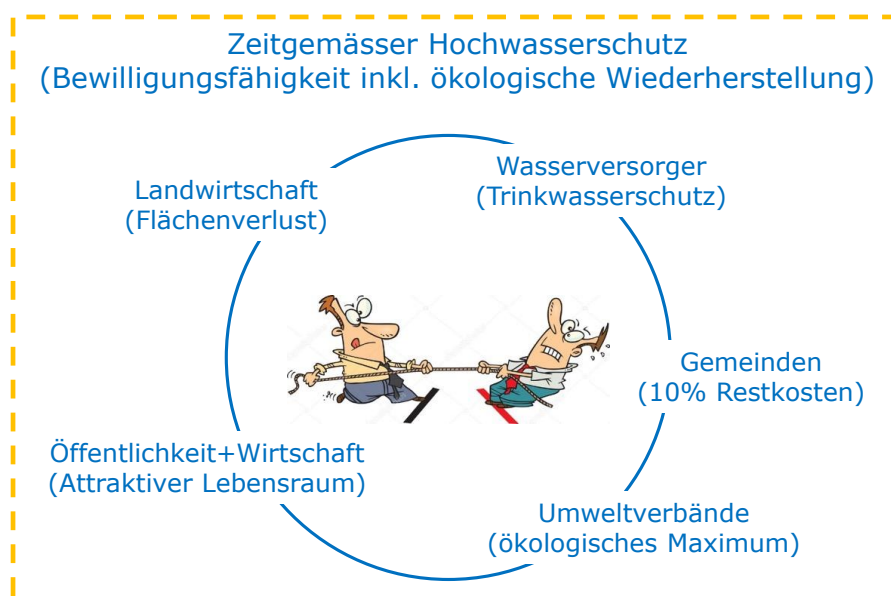 Zeitgemässer Hochwasserschutz
(Bewilligungsfähigkeit inkl. ökologische Wiederherstellung)
Wasserversorger
(Trinkwasserschutz)
Landwirtschaft
(Flächenverlust)
Gemeinden
(10% Restkosten)
Öffentlichkeit+Wirtschaft
(Attraktiver Lebensraum)
Umweltverbände
(ökologisches Maximum)